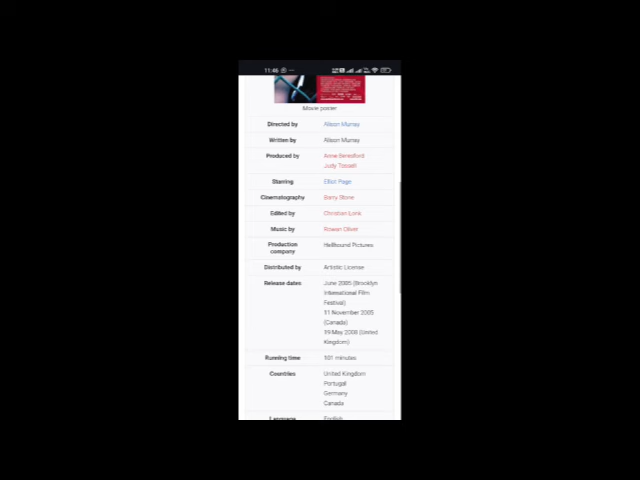 11:46
Movie poster
Directed by Alison Murray
Written by Alison Murray
Produced by Anne Beresford
Judy Tossell
Starring Elliot Page
Cinematography Barry Stone
Edited by Christian Lonk
Music by Rowan Oliver
Production Hellbound Pictures
company
Distributed by Artistic License
Release dates June 2005 (Brooklyn
International Film
Festival)
11 November 2005
(Canada)
19 May 2008 (United
Kingdom)
Running time 101 minutes
Countries United Kingdom
Portugal
Germany
Canada
Language English